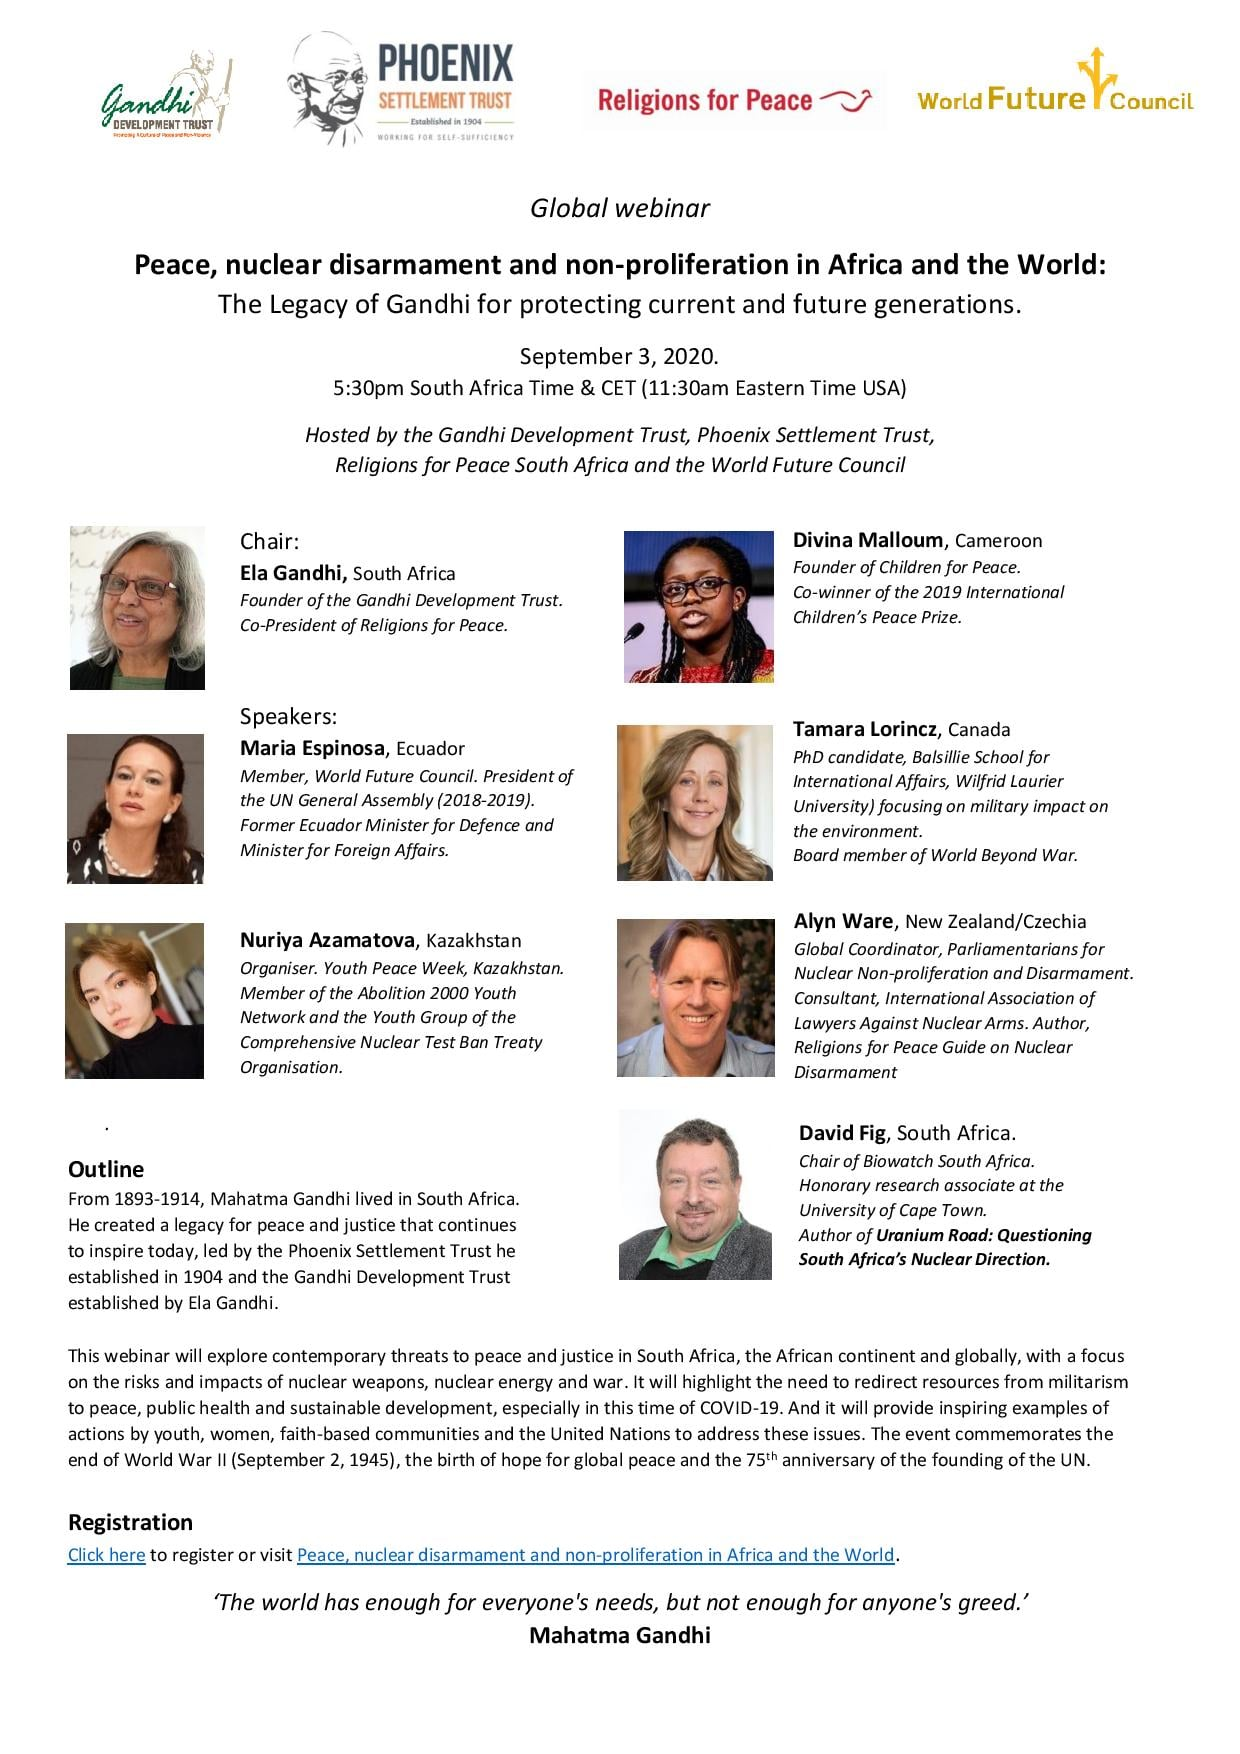 Gandhi
DEVELOPMENT TRUST
Promoting A Culture of Peace and Non-Violence
PHOENIX
SETTLEMENT TRUST
Established in 1904
WORKING FOR SELF-SUFFICIENCY
Religions for Peace
World Future Council
Global webinar
Peace, nuclear disarmament and non-proliferation in Africa and the World:
The Legacy of Gandhi for protecting current and future generations.
September 3, 2020.
5:30pm South Africa Time & CET (11:30am Eastern Time USA)
Hosted by the Gandhi Development Trust, Phoenix Settlement Trust,
Religions for Peace South Africa and the World Future Council
Chair:
Ela Gandhi, South Africa
Founder of the Gandhi Development Trust.
Co-President of Religions for Peace.
Speakers:
Maria Espinosa, Ecuador
Member, World Future Council. President of
the UN General Assembly (2018-2019).
Former Ecuador Minister for Defence and
Minister for Foreign Affairs.
Nuriya Azamatova, Kazakhstan
Organiser. Youth Peace Week, Kazakhstan.
Member of the Abolition 2000 Youth
Network and the Youth Group of the
Comprehensive Nuclear Test Ban Treaty
Organisation.
.
Divina Malloum, Cameroon
Founder of Children for Peace.
Co-winner of the 2019 International
Children’s Peace Prize.
Tamara Lorincz, Canada
PhD candidate, Balsillie School for
International Affairs, Wilfrid Laurier
University) focusing on military impact on
the environment.
Board member of World Beyond War.
Alyn Ware, New Zealand/Czechia
Global Coordinator, Parliamentarians for
Nuclear Non-proliferation and Disarmament.
Consultant, International Association of
Lawyers Against Nuclear Arms. Author,
Religions for Peace Guide on Nuclear
Disarmament
David Fig, South Africa.
Chair of Biowatch South Africa.
Honorary research associate at the
University of Cape Town.
Author of Uranium Road: Questioning
South Africa’s Nuclear Direction.
Outline
From 1893-1914, Mahatma Gandhi lived in South Africa.
He created a legacy for peace and justice that continues
to inspire today, led by the Phoenix Settlement Trust he
established in 1904 and the Gandhi Development Trust
established by Ela Gandhi.
This webinar will explore contemporary threats to peace and justice in South Africa, the African continent and globally, with a focus
on the risks and impacts of nuclear weapons, nuclear energy and war. It will highlight the need to redirect resources from militarism
to peace, public health and sustainable development, especially in this time of COVID-19. And it will provide inspiring examples of
actions by youth, women, faith-based communities and the United Nations to address these issues. The event commemorates the
end of World War II (September 2, 1945), the birth of hope for global peace and the 75th anniversary of the founding of the UN.
Registration
Click here to register or visit Peace, nuclear disarmament and non-proliferation in Africa and the World.
‘The world has enough for everyone's needs, but not enough for anyone's greed.’
Mahatma Gandhi